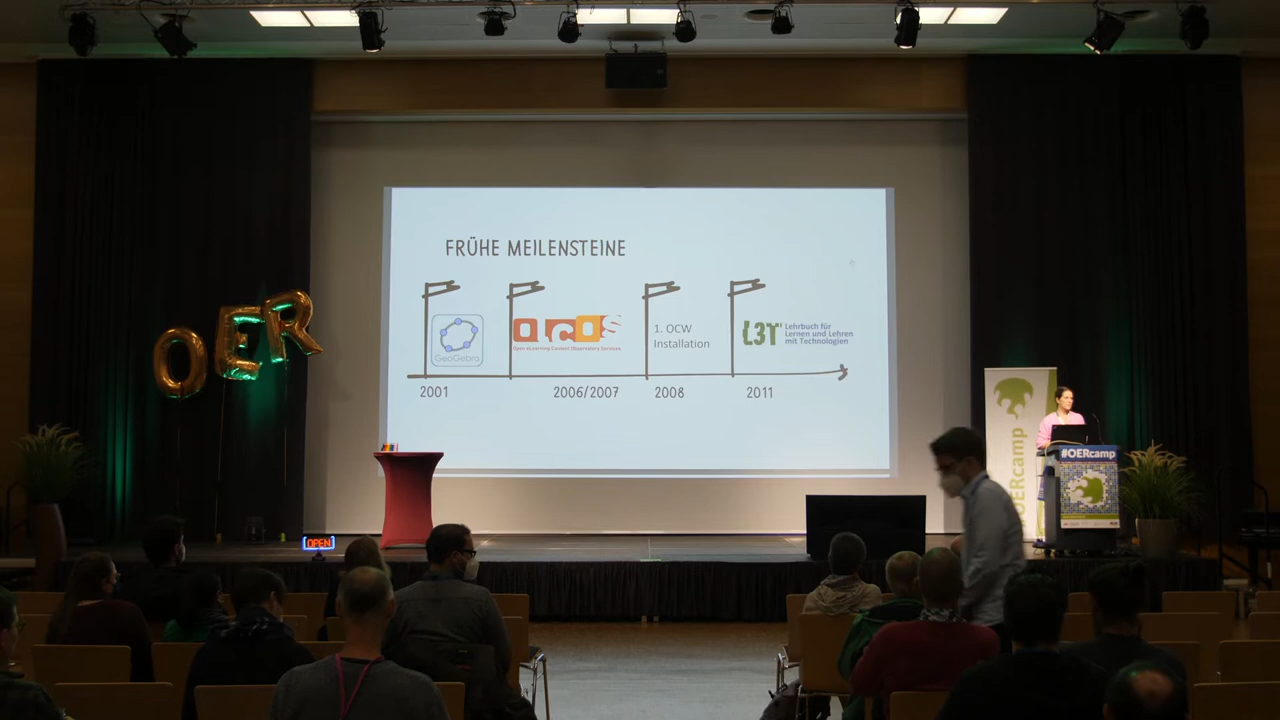 FRÜHE MEILENSTEINE
GeoGebra
OLCOS
Open eLearning Content Observatory Services
1. OCW
Installation
L3T
Lehrbuch für
Lernen und Lehren
mit Technologien
2001
2006/2007
2008
2011
OER
OERcamp
#OERcamp
OPEN